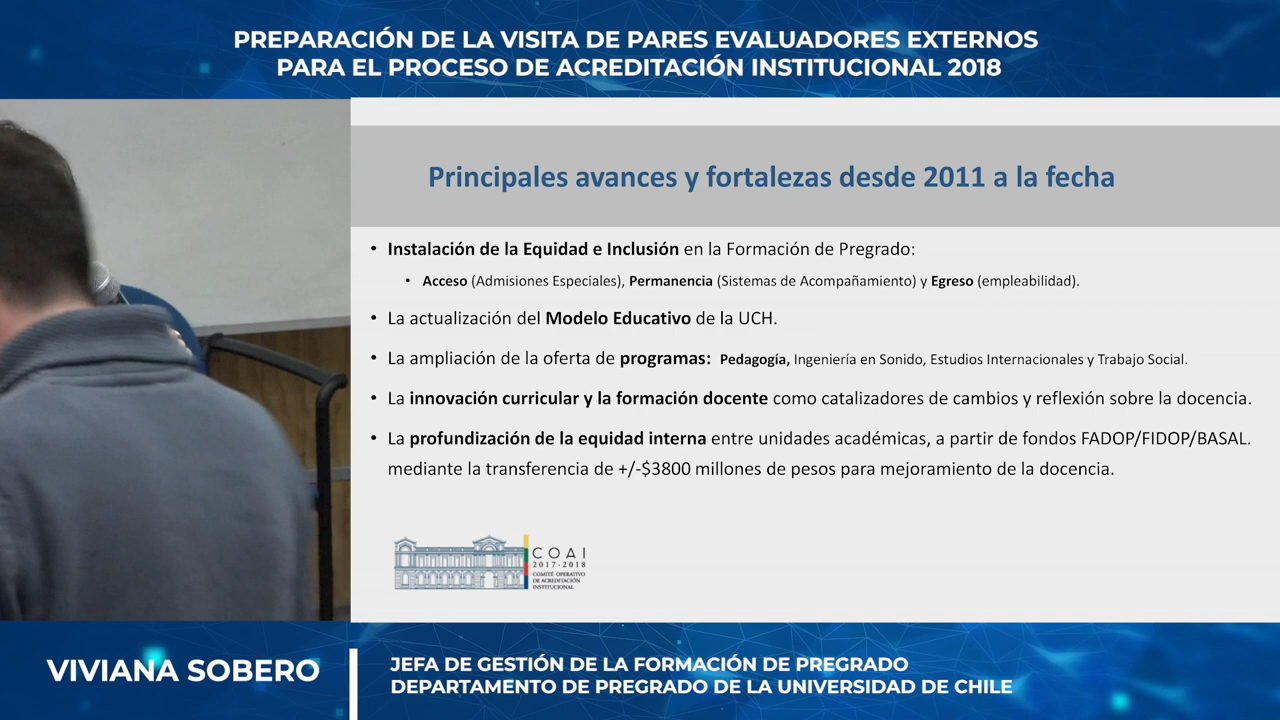 PREPARACIÓN DE LA VISITA DE PARES EVALUADORES EXTERNOS
PARA EL PROCESO DE ACREDITACIÓN INSTITUCIONAL 2018
Principales avances y fortalezas desde 2011 a la fecha
• Instalación de la Equidad e Inclusión en la Formación de Pregrado:
• Acceso (Admisiones Especiales), Permanencia (Sistemas de Acompañamiento) y Egreso (empleabilidad).
• La actualización del Modelo Educativo de la UCH.
• La ampliación de la oferta de programas: Pedagogía, Ingeniería en Sonido, Estudios Internacionales y Trabajo Social.
• La innovación curricular y la formación docente como catalizadores de cambios y reflexión sobre la docencia.
• La profundización de la equidad interna entre unidades académicas, a partir de fondos FADOP/FIDOP/BASAL.
mediante la transferencia de +/-$3800 millones de pesos para mejoramiento de la docencia.
COAI
2017-2018
COMITÉ OPERATIVO
DE ACREDITACIÓN
INSTITUCIONAL
VIVIANA SOBERO
JEFA DE GESTIÓN DE LA FORMACIÓN DE PREGRADO
DEPARTAMENTO DE PREGRADO DE LA UNIVERSIDAD DE CHILE